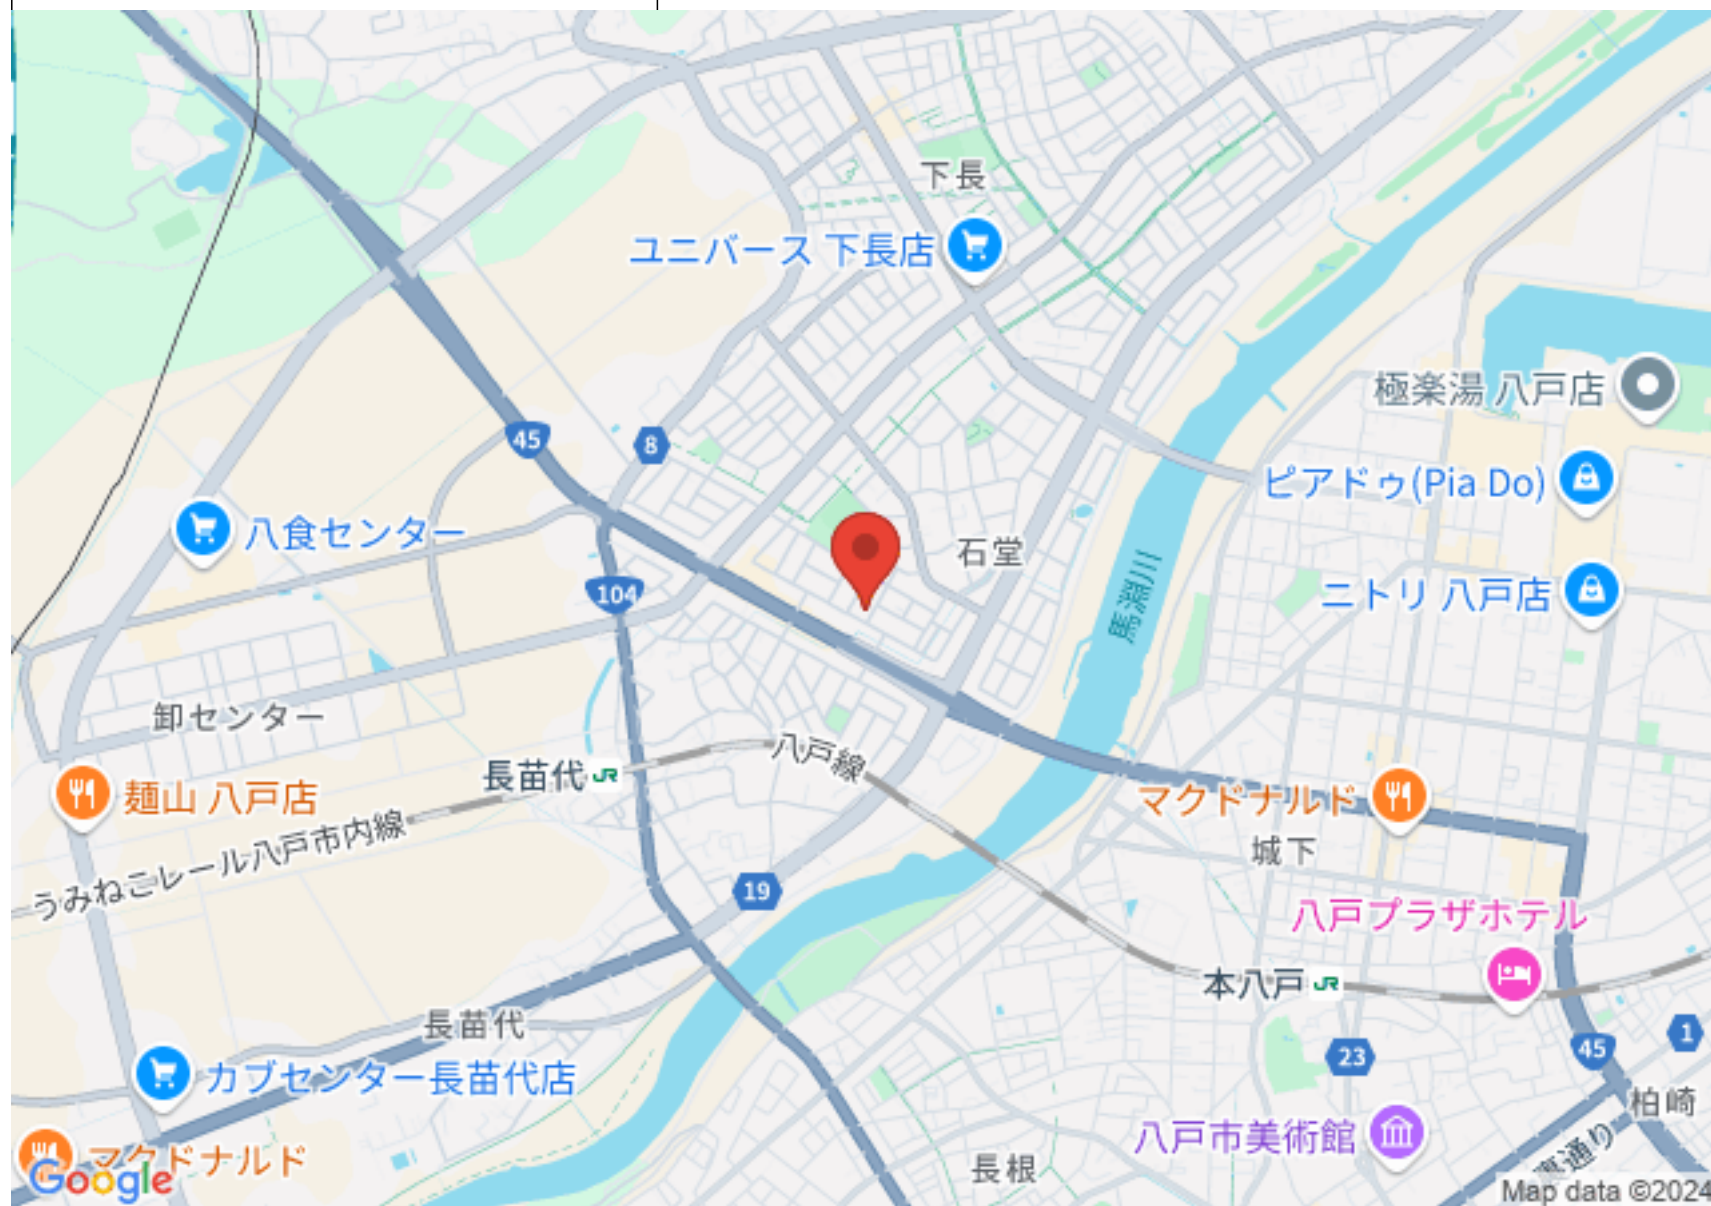 下長
ユニバース 下長店
極楽湯 八戸店
45
8
ピアドゥ(Pia Do)
八食センター
石堂
馬淵川
104
ニトリ 八戸店
卸センター
八戸線
長苗代
JR
麺山 八戸店
マクドナルド
うみねこレール八戸市内線
城下
19
八戸プラザホテル
本八戸
JR
長苗代
23
45
1
カブセンター長苗代店
柏崎
八戸市美術館
マクドナルド
長根
通り
Google
Map data ©2024